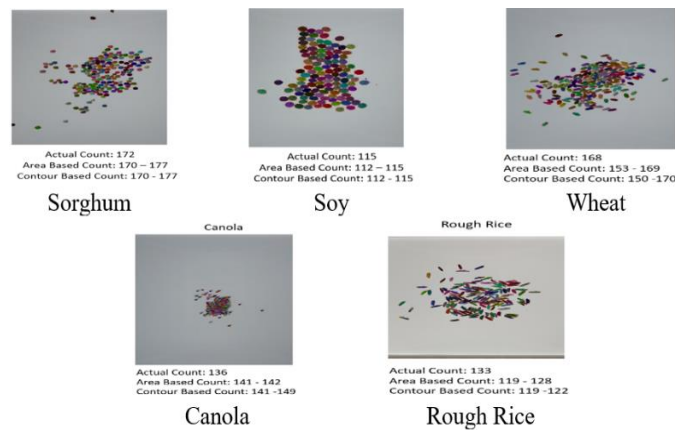 Actual Count: 172
Area Based Count: 170 – 177
Contour Based Count: 170 - 177
Sorghum
Actual Count: 115
Area Based Count: 112 – 115
Contour Based Count: 112 - 115
Soy
Actual Count: 168
Area Based Count: 153 - 169
Contour Based Count: 150 -170
Wheat
Canola
Actual Count: 136
Area Based Count: 141 - 142
Contour Based Count: 141 -149
Canola
Rough Rice
Actual Count: 133
Area Based Count: 119 - 128
Contour Based Count: 119 -122
Rough Rice